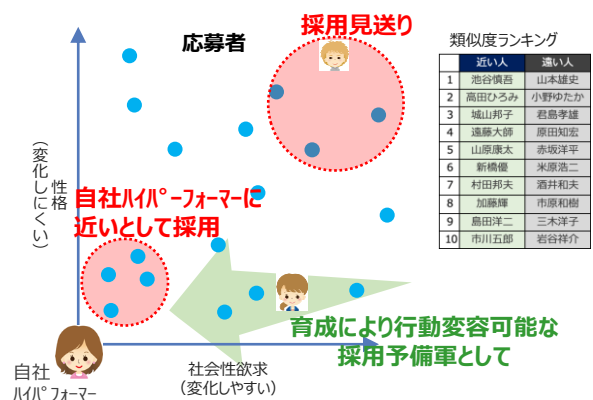 応募者
採用見送り
類似度ランキング
近い人 遠い人
1 池谷慎吾 山本雄史
2 高田ひろみ 小野ゆたか
3 城山邦子 君島孝雄
4 遠藤大師 原田知宏
5 山原康太 赤坂洋平
6 新橋優 米原浩二
7 村田邦夫 酒井和夫
8 加藤輝 市原和樹
9 島田洋二 三木洋子
10 市川五郎 岩谷祥介
性格
(変化しにくい)
自社ﾊｲﾊﾟｰﾌｫｰﾏｰに
近いとして採用
育成により行動変容可能な
採用予備軍として
社会性欲求
(変化しやすい)
自社
ﾊｲﾊﾟﾌｫｰﾏｰ